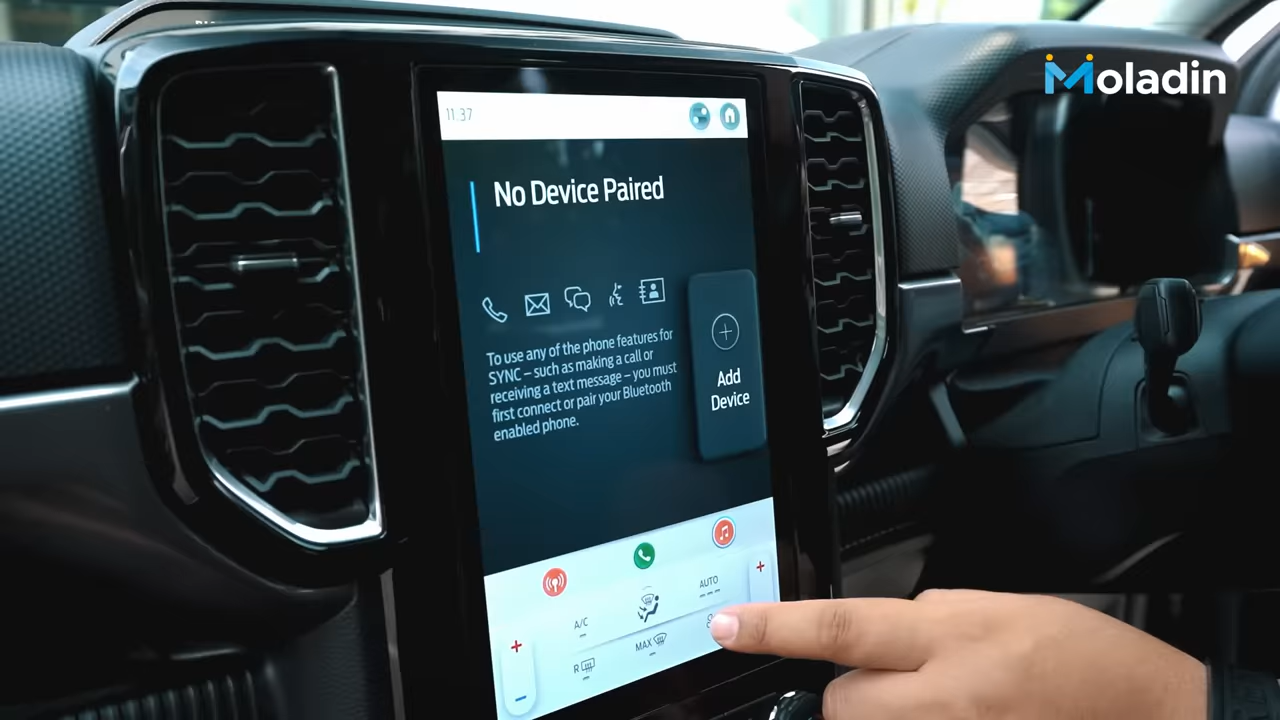 Moladin
11:37
No Device Paired
To use any of the phone features for
SYNC – such as making a call or
receiving a text message – you must
first connect or pair your Bluetooth
enabled phone.
Add
Device
A/C
AUTO
R
MAX